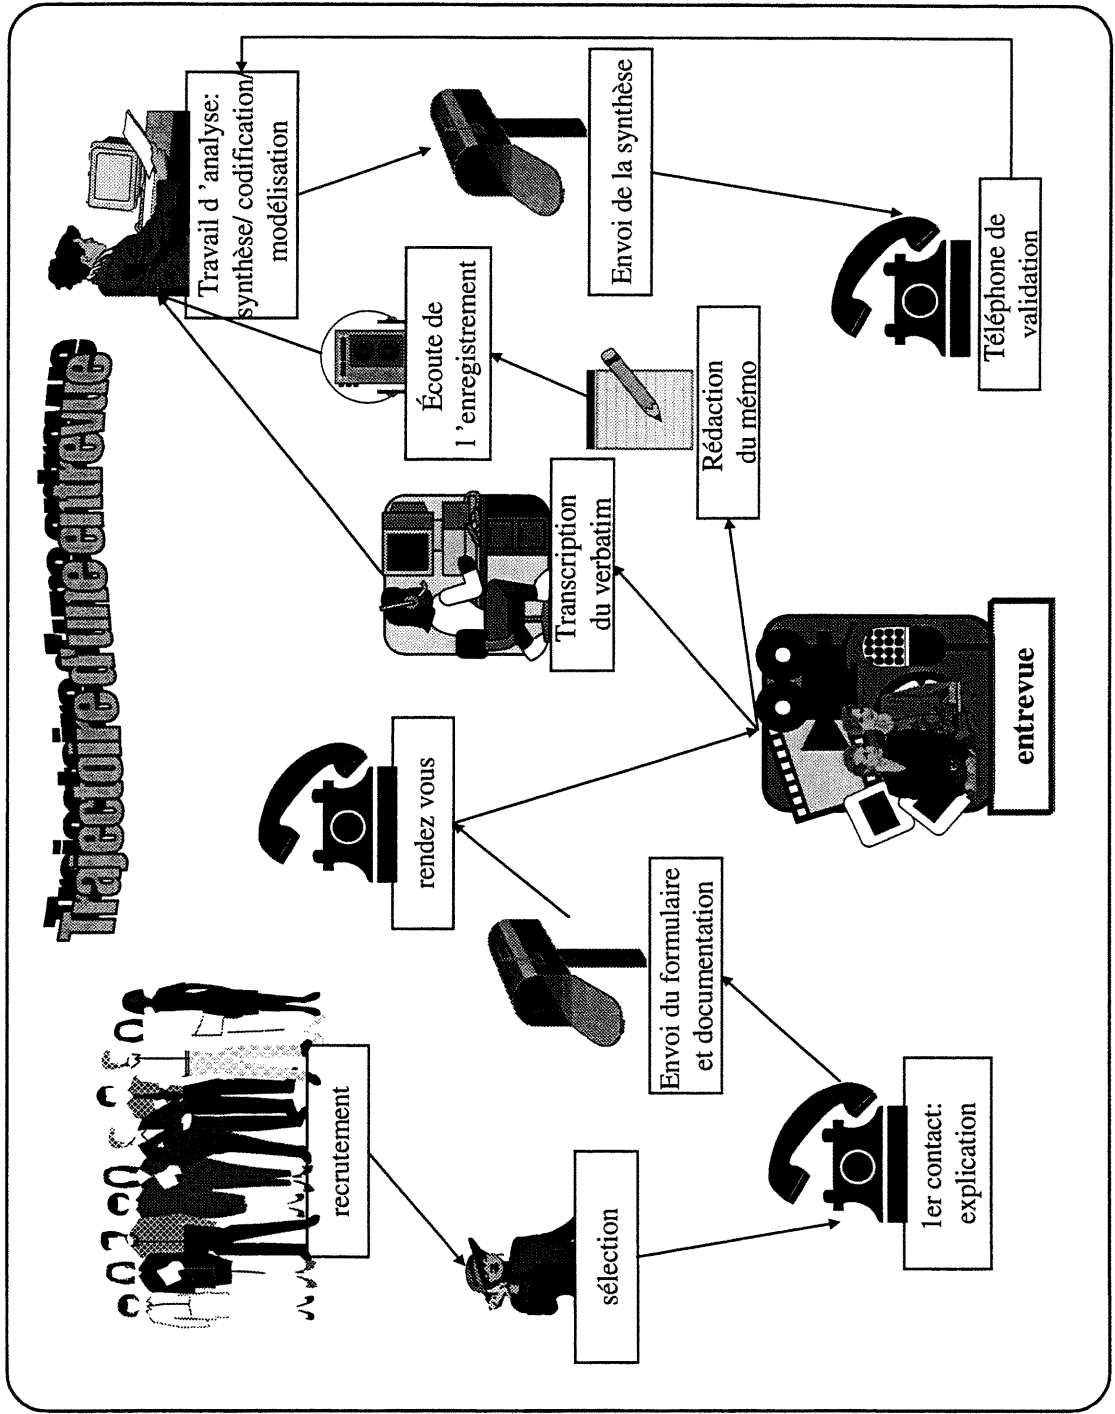 Trajectoire d'une entrevue
recrutement
sélection
1er contact:
explication
Envoi du formulaire
et documentation
rendez vous
entrevue
Transcription
du verbatim
Rédaction
du mémo
Écoute de
l 'enregistrement
Travail d 'analyse:
synthèse/ codification/
modélisation
Envoi de la synthèse
Téléphone de
validation